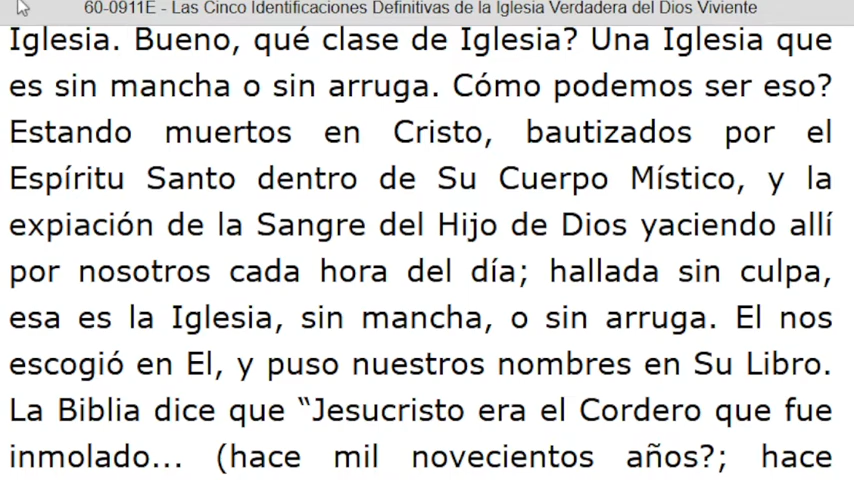 60-0911E - Las Cinco Identificaciones Definitivas de la Iglesia Verdadera del Dios Viviente
Iglesia. Bueno, qué clase de Iglesia? Una Iglesia que
es sin mancha o sin arruga. Cómo podemos ser eso?
Estando muertos en Cristo, bautizados por el
Espíritu Santo dentro de Su Cuerpo Místico, y la
expiación de la Sangre del Hijo de Dios yaciendo allí
por nosotros cada hora del día; hallada sin culpa,
esa es la Iglesia, sin mancha, o sin arruga. El nos
escogió en El, y puso nuestros nombres en Su Libro.
La Biblia dice que “Jesucristo era el Cordero que fue
inmolado... (hace mil novecientos años?; hace